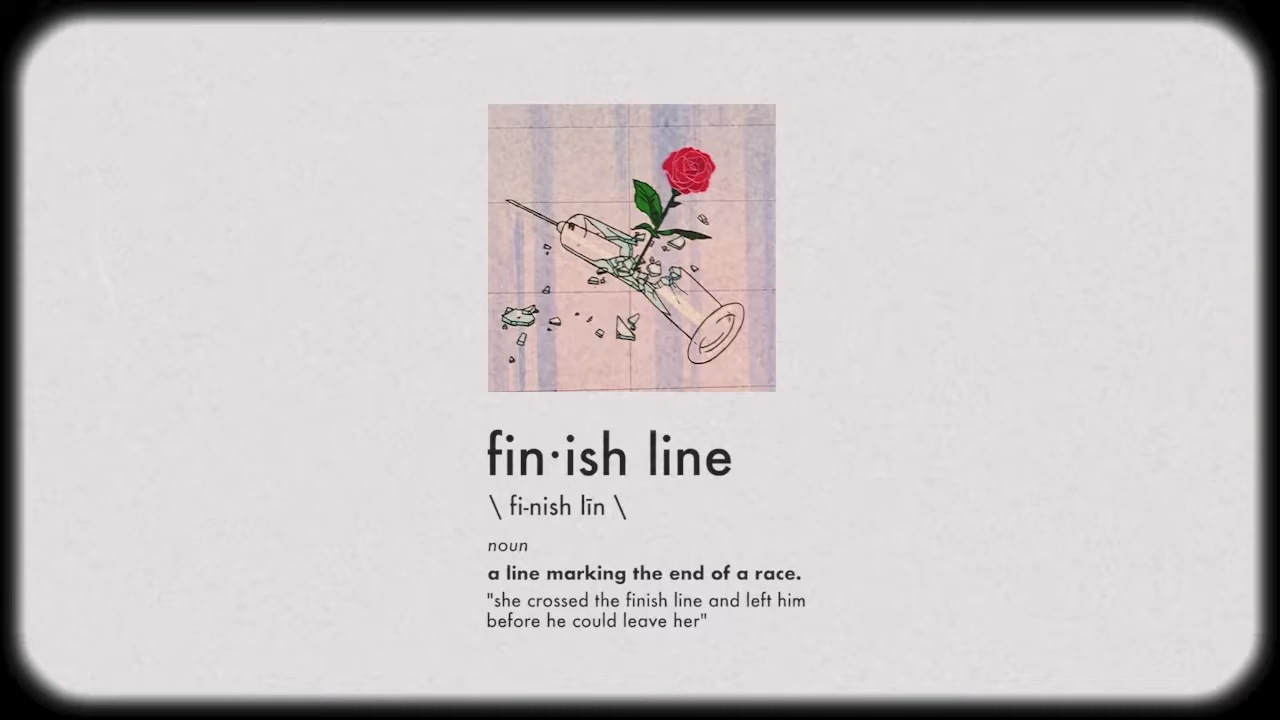 fin·ish line
\ fi-nish līn \
noun
a line marking the end of a race.
"she crossed the finish line and left him
before he could leave her"